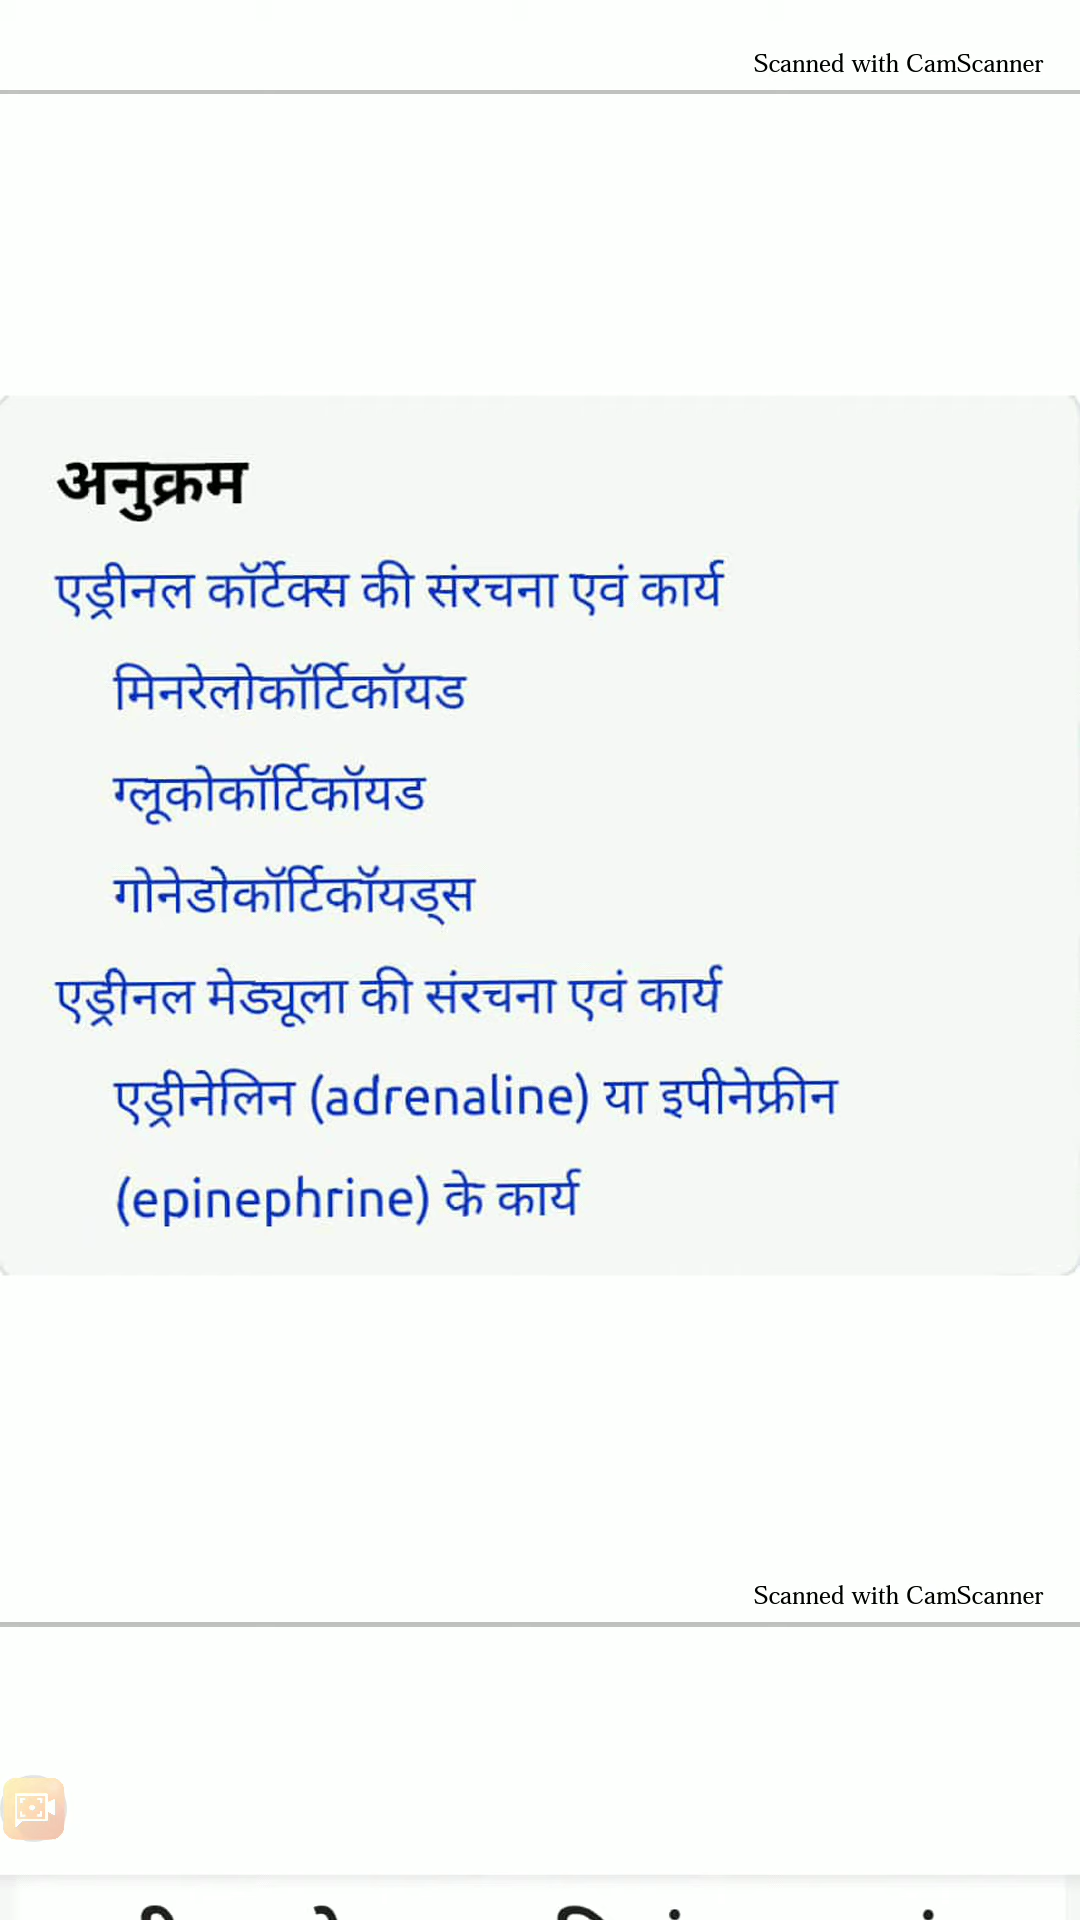 Scanned with CamScanner
अनुक्रम
एड्रीनल कॉर्टेक्स की संरचना एवं कार्य
मिनरेलोकॉर्टिकॉयड
ग्लूकोकॉर्टिकॉयड
गोनेडोकॉर्टिकॉयड्स
एड्रीनल मेड्यूला की संरचना एवं कार्य
एड्रीनेलिन (adrenaline) या इपीनेफ्रीन
(epinephrine) के कार्य
Scanned with CamScanner